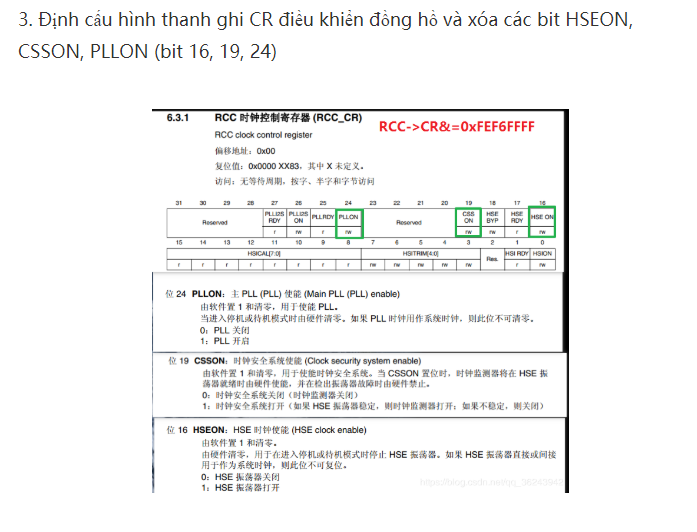 3. Định cấu hình thanh ghi CR điều khiển đồng hồ và xóa các bit HSEON,
CSSON, PLLON (bit 16, 19, 24)
6.3.1 RCC 时钟控制寄存器 (RCC_CR)
RCC->CR&=0xFEF6FFFF
RCC clock control register
偏移地址：0x00
复位值：0x0000 XX83，其中 X 未定义。
访问：无等待周期，按字、半字和字节访问
31 30 29 28 27 26 25 24 23 22 21 20 19 18 17 16
Reserved PLLI2S RDY PLLI2S ON PLLRDY PLLON Reserved CSS ON HSE BYP HSE RDY HSE ON
r rw r rw rw rw r rw
15 14 13 12 11 10 9 8 7 6 5 4 3 2 1 0
HSICAL[7:0] HSITRIM[4:0] Res. HSI RDY HSION
r r r r r r r r rw rw rw rw rw r rw
位 24 PLLON：主 PLL (PLL) 使能 (Main PLL (PLL) enable)
由软件置 1 和清零，用于使能 PLL。
当进入停机或待机模式时由硬件清零。如果 PLL 时钟用作系统时钟，则此位不可清零。
0：PLL 关闭
1：PLL 开启
位 19 CSSON：时钟安全系统使能 (Clock security system enable)
由软件置 1 和清零，用于使能时钟安全系统。当 CSSON 置位时，时钟监测器将在 HSE 振
荡器就绪时由硬件使能，并在检出振荡器故障时由硬件禁止。
0：时钟安全系统关闭（时钟监测器关闭）
1：时钟安全系统打开（如果 HSE 振荡器稳定，则时钟监测器打开；如果不稳定，则关闭）
位 16 HSEON：HSE 时钟使能 (HSE clock enable)
由软件置 1 和清零。
由硬件清零，用于在进入停机或待机模式时停止 HSE 振荡器。如果 HSE 振荡器直接或间接
用于作为系统时钟，则此位不可复位。
0：HSE 振荡器关闭
1：HSE 振荡器打开